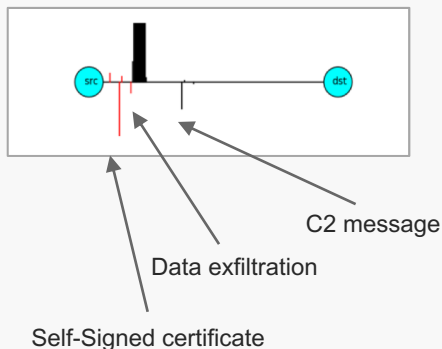 src
dst
C2 message
Data exfiltration
Self-Signed certificate